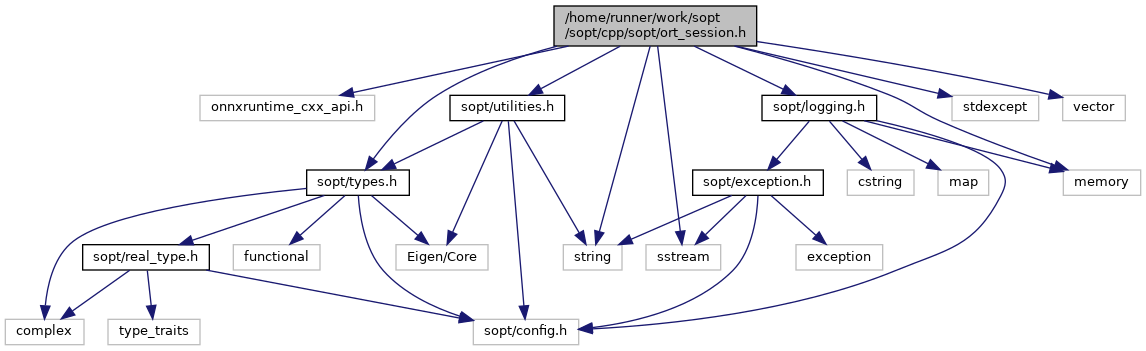 /home/runner/work/sopt
/sopt/cpp/sopt/ort_session.h
onnxruntime_cxx_api.h
sopt/utilities.h
sopt/logging.h
stdexcept
vector
sopt/types.h
sopt/exception.h
cstring
map
memory
sopt/real_type.h
functional
Eigen/Core
string
sstream
exception
complex
type_traits
sopt/config.h